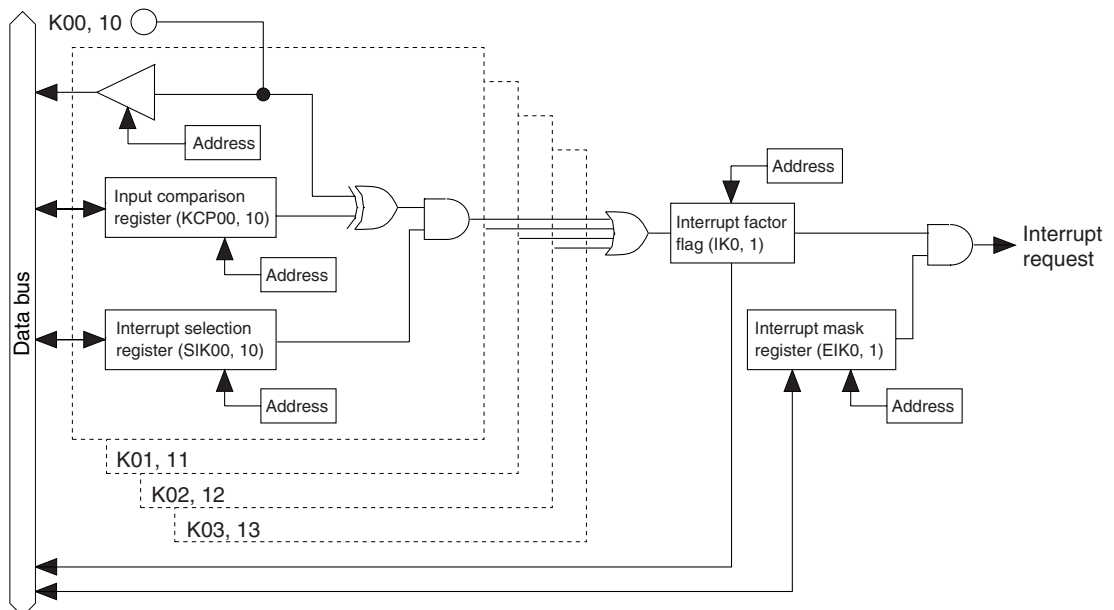 K00, 10
Address
Input comparison
register (KCP00, 10)
Address
Interrupt selection
register (SIK00, 10)
Address
K01, 11
K02, 12
K03, 13
Data bus
Address
Interrupt factor
flag (IK0, 1)
Interrupt
request
Interrupt mask
register (EIK0, 1)
Address